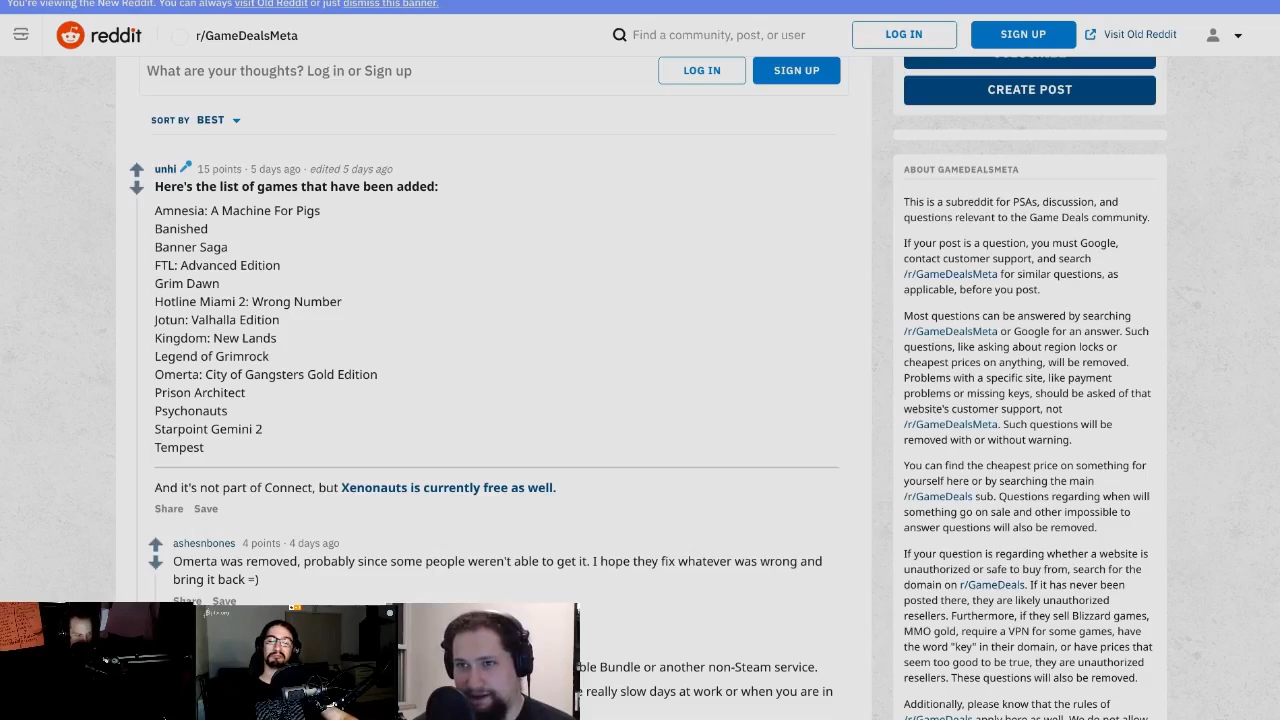 You're viewing the New Reddit. You can always visit Old Reddit or just dismiss this banner.
reddit
r/GameDealsMeta
Find a community, post, or user
LOG IN
SIGN UP
Visit Old Reddit
What are your thoughts? Log in or Sign up
LOG IN
SIGN UP
SORT BY BEST
unhi 15 points · 5 days ago · edited 5 days ago
Here's the list of games that have been added:
Amnesia: A Machine For Pigs
Banished
Banner Saga
FTL: Advanced Edition
Grim Dawn
Hotline Miami 2: Wrong Number
Jotun: Valhalla Edition
Kingdom: New Lands
Legend of Grimrock
Omerta: City of Gangsters Gold Edition
Prison Architect
Psychonauts
Starpoint Gemini 2
Tempest
And it's not part of Connect, but Xenonauts is currently free as well.
Share Save
ashesnbones 4 points · 4 days ago
Omerta was removed, probably since some people weren't able to get it. I hope they fix whatever was wrong and
bring it back =)
Share Save
ble Bundle or another non-Steam service.
really slow days at work or when you are in
CREATE POST
ABOUT GAMEDEALSMETA
This is a subreddit for PSAs, discussion, and
questions relevant to the Game Deals community.
If your post is a question, you must Google,
contact customer support, and search
/r/GameDealsMeta for similar questions, as
applicable, before you post.
Most questions can be answered by searching
/r/GameDealsMeta or Google for an answer. Such
questions, like asking about region locks or
cheapest prices on anything, will be removed.
Problems with a specific site, like payment
problems or missing keys, should be asked of that
website's customer support, not
/r/GameDealsMeta. Such questions will be
removed with or without warning.
You can find the cheapest price on something for
yourself here or by searching the main
/r/GameDeals sub. Questions regarding when will
something go on sale and other impossible to
answer questions will also be removed.
If your question is regarding whether a website is
unauthorized or safe to buy from, search for the
domain on r/GameDeals. If it has never been
posted there, they are likely unauthorized
resellers. Furthermore, if they sell Blizzard games,
MMO gold, require a VPN for some games, have
the word "key" in their domain, or have prices that
seem too good to be true, they are unauthorized
resellers. These questions will also be removed.
Additionally, please know that the rules of
/r/GameDeals apply here as well. We do not allow